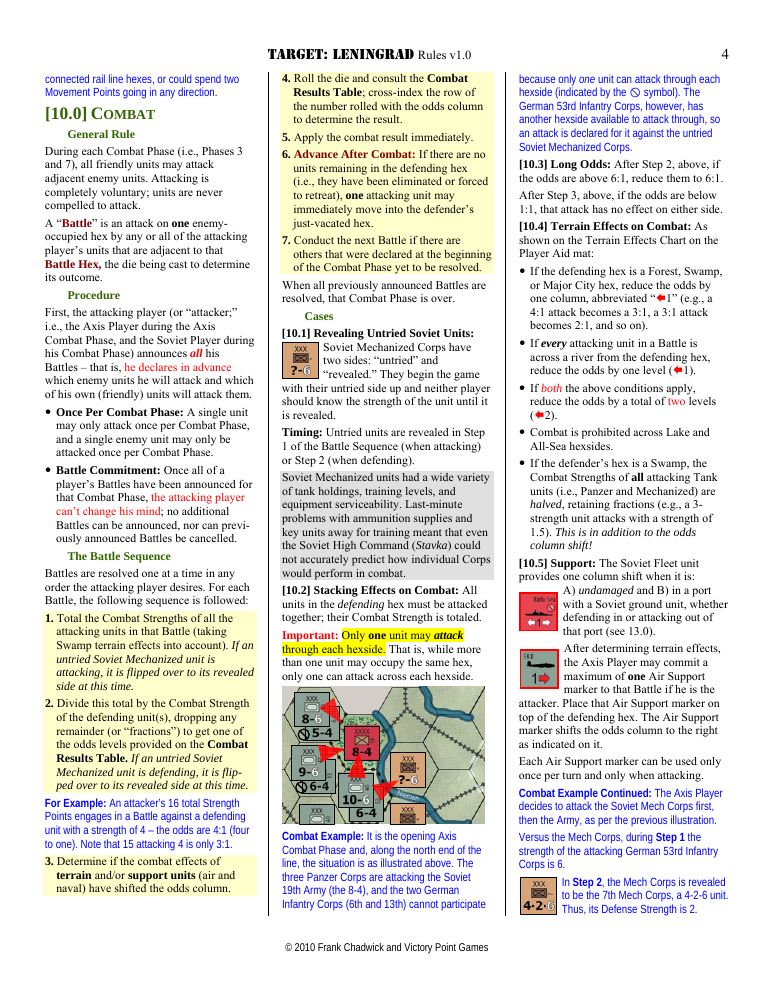 TARGET: LENINGRAD Rules v1.0
4
connected rail line hexes, or could spend two
Movement Points going in any direction.
[10.0] COMBAT
General Rule
During each Combat Phase (i.e., Phases 3
and 7), all friendly units may attack
adjacent enemy units. Attacking is
completely voluntary; units are never
compelled to attack.
A “Battle” is an attack on one enemy-
occupied hex by any or all of the attacking
player’s units that are adjacent to that
Battle Hex, the die being cast to determine
its outcome.
Procedure
First, the attacking player (or “attacker;”
i.e., the Axis Player during the Axis
Combat Phase, and the Soviet Player during
his Combat Phase) announces all his
Battles – that is, he declares in advance
which enemy units he will attack and which
of his own (friendly) units will attack them.
• Once Per Combat Phase: A single unit
may only attack once per Combat Phase,
and a single enemy unit may only be
attacked once per Combat Phase.
• Battle Commitment: Once all of a
player’s Battles have been announced for
that Combat Phase, the attacking player
can’t change his mind; no additional
Battles can be announced, nor can previ-
ously announced Battles be cancelled.
The Battle Sequence
Battles are resolved one at a time in any
order the attacking player desires. For each
Battle, the following sequence is followed:
1. Total the Combat Strengths of all the
attacking units in that Battle (taking
Swamp terrain effects into account). If an
untried Soviet Mechanized unit is
attacking, it is flipped over to its revealed
side at this time.
2. Divide this total by the Combat Strength
of the defending unit(s), dropping any
remainder (or “fractions”) to get one of
the odds levels provided on the Combat
Results Table. If an untried Soviet
Mechanized unit is defending, it is flip-
ped over to its revealed side at this time.
For Example: An attacker’s 16 total Strength
Points engages in a Battle against a defending
unit with a strength of 4 – the odds are 4:1 (four
to one). Note that 15 attacking 4 is only 3:1.
3. Determine if the combat effects of
terrain and/or support units (air and
naval) have shifted the odds column.
4. Roll the die and consult the Combat
Results Table; cross-index the row of
the number rolled with the odds column
to determine the result.
5. Apply the combat result immediately.
6. Advance After Combat: If there are no
units remaining in the defending hex
(i.e., they have been eliminated or forced
to retreat), one attacking unit may
immediately move into the defender’s
just-vacated hex.
7. Conduct the next Battle if there are
others that were declared at the beginning
of the Combat Phase yet to be resolved.
When all previously announced Battles are
resolved, that Combat Phase is over.
Cases
[10.1] Revealing Untried Soviet Units:
XXX
?-6
Soviet Mechanized Corps have
two sides: “untried” and
“revealed.” They begin the game
with their untried side up and neither player
should know the strength of the unit until it
is revealed.
Timing: Untried units are revealed in Step
1 of the Battle Sequence (when attacking)
or Step 2 (when defending).
Soviet Mechanized units had a wide variety
of tank holdings, training levels, and
equipment serviceability. Last-minute
problems with ammunition supplies and
key units away for training meant that even
the Soviet High Command (Stavka) could
not accurately predict how individual Corps
would perform in combat.
[10.2] Stacking Effects on Combat: All
units in the defending hex must be attacked
together; their Combat Strength is totaled.
Important: Only one unit may attack
through each hexside. That is, while more
than one unit may occupy the same hex,
only one can attack across each hexside.
XXX
8-6
5-4
XXXX
8-4
XXX
9-6
6-4
XXX
?-6
XXX
10-6
6-4
Niemen
XXX
Combat Example: It is the opening Axis
Combat Phase and, along the north end of the
line, the situation is as illustrated above. The
three Panzer Corps are attacking the Soviet
19th Army (the 8-4), and the two German
Infantry Corps (6th and 13th) cannot participate
because only one unit can attack through each
hexside (indicated by the 🛇 symbol). The
German 53rd Infantry Corps, however, has
another hexside available to attack through, so
an attack is declared for it against the untried
Soviet Mechanized Corps.
[10.3] Long Odds: After Step 2, above, if
the odds are above 6:1, reduce them to 6:1.
After Step 3, above, if the odds are below
1:1, that attack has no effect on either side.
[10.4] Terrain Effects on Combat: As
shown on the Terrain Effects Chart on the
Player Aid mat:
• If the defending hex is a Forest, Swamp,
or Major City hex, reduce the odds by
one column, abbreviated “←1” (e.g., a
4:1 attack becomes a 3:1, a 3:1 attack
becomes 2:1, and so on).
• If every attacking unit in a Battle is
across a river from the defending hex,
reduce the odds by one level (←1).
• If both the above conditions apply,
reduce the odds by a total of two levels
(←2).
• Combat is prohibited across Lake and
All-Sea hexsides.
• If the defender’s hex is a Swamp, the
Combat Strengths of all attacking Tank
units (i.e., Panzer and Mechanized) are
halved, retaining fractions (e.g., a 3-
strength unit attacks with a strength of
1.5). This is in addition to the odds
column shift!
[10.5] Support: The Soviet Fleet unit
provides one column shift when it is:
Baltic Sea
←1→
A) undamaged and B) in a port
with a Soviet ground unit, whether
defending in or attacking out of
that port (see 13.0).
FKII
1→
After determining terrain effects,
the Axis Player may commit a
maximum of one Air Support
marker to that Battle if he is the
attacker. Place that Air Support marker on
top of the defending hex. The Air Support
marker shifts the odds column to the right
as indicated on it.
Each Air Support marker can be used only
once per turn and only when attacking.
Combat Example Continued: The Axis Player
decides to attack the Soviet Mech Corps first,
then the Army, as per the previous illustration.
Versus the Mech Corps, during Step 1 the
strength of the attacking German 53rd Infantry
Corps is 6.
XXX
4-2-6
In Step 2, the Mech Corps is revealed
to be the 7th Mech Corps, a 4-2-6 unit.
Thus, its Defense Strength is 2.
© 2010 Frank Chadwick and Victory Point Games